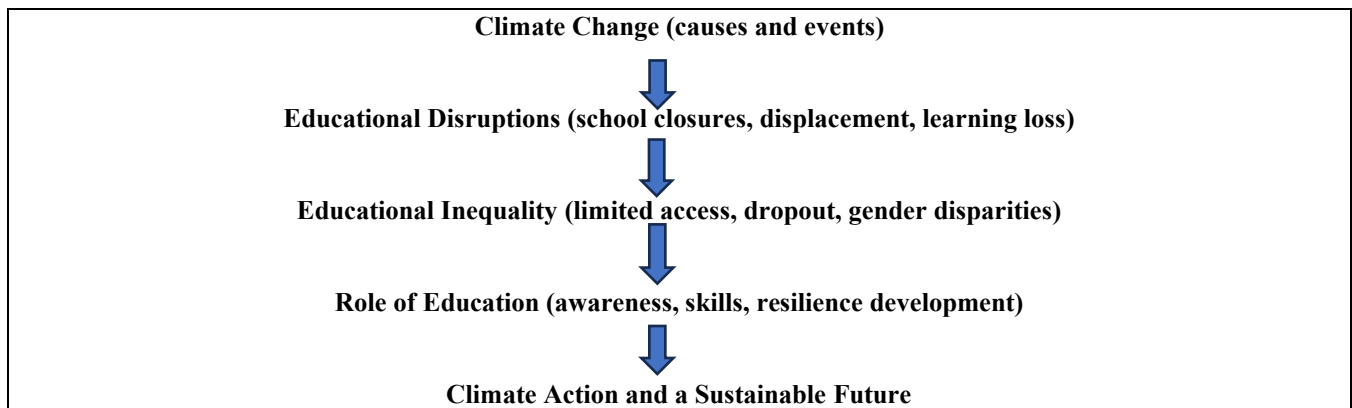 Climate Change (causes and events)
Educational Disruptions (school closures, displacement, learning loss)
Educational Inequality (limited access, dropout, gender disparities)
Role of Education (awareness, skills, resilience development)
Climate Action and a Sustainable Future